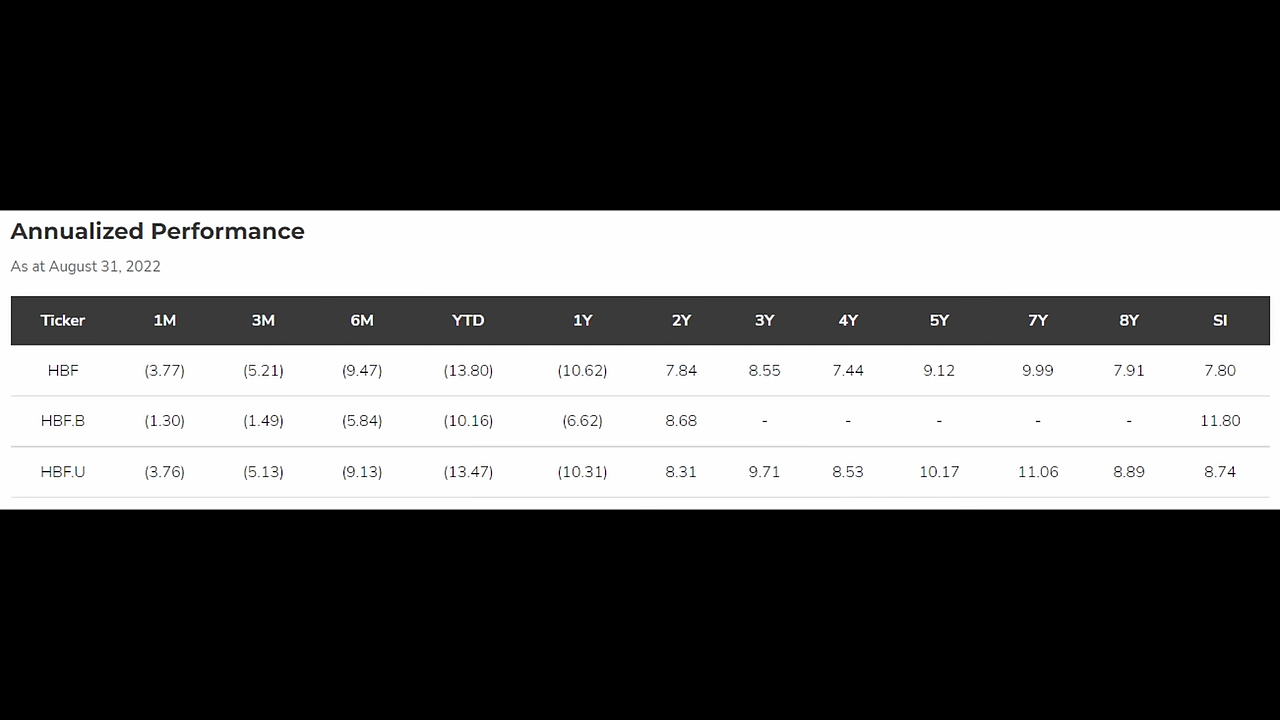 Annualized Performance
As at August 31, 2022
Ticker 1M 3M 6M YTD 1Y 2Y 3Y 4Y 5Y 7Y 8Y SI
HBF (3.77) (5.21) (9.47) (13.80) (10.62) 7.84 8.55 7.44 9.12 9.99 7.91 7.80
HBF.B (1.30) (1.49) (5.84) (10.16) (6.62) 8.68 - - - - - 11.80
HBF.U (3.76) (5.13) (9.13) (13.47) (10.31) 8.31 9.71 8.53 10.17 11.06 8.89 8.74